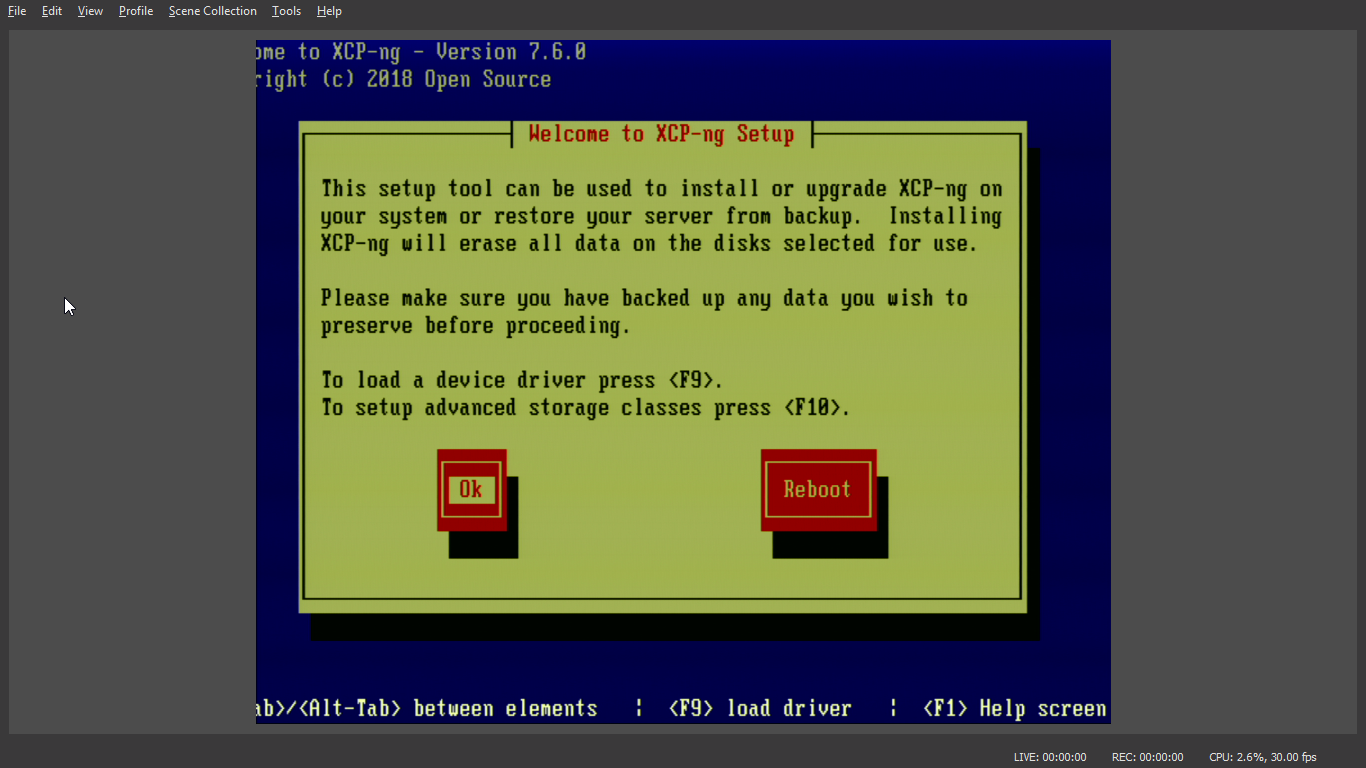 File Edit View Profile Scene Collection Tools Help
ome to XCP-ng - Version 7.6.0
right (c) 2018 Open Source
Welcome to XCP-ng Setup
This setup tool can be used to install or upgrade XCP-ng on
your system or restore your server from backup.  Installing
XCP-ng will erase all data on the disks selected for use.
Please make sure you have backed up any data you wish to
preserve before proceeding.
To load a device driver press <F9>.
To setup advanced storage classes press <F10>.
Ok Reboot
ab>/<Alt-Tab> between elements | <F9> load driver | <F1> Help screen
LIVE: 00:00:00 REC: 00:00:00 CPU: 2.6%, 30.00 fps